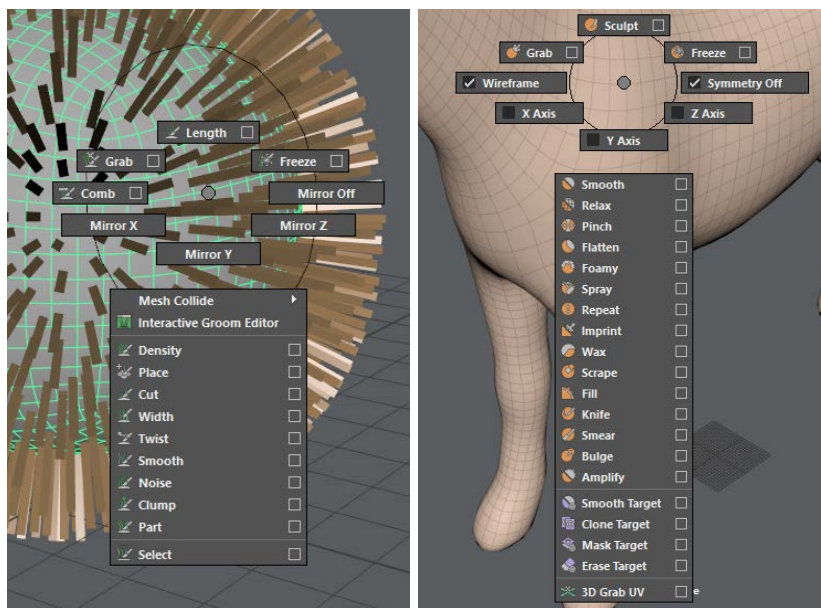 Length
Grab
Freeze
Comb
Mirror Off
Mirror X
Mirror Z
Mirror Y
Mesh Collide
Interactive Groom Editor
Density
Place
Cut
Width
Twist
Smooth
Noise
Clump
Part
Select
Sculpt
Grab
Freeze
Wireframe
Symmetry Off
X Axis
Z Axis
Y Axis
Smooth
Relax
Pinch
Flatten
Foamy
Spray
Repeat
Imprint
Wax
Scrape
Fill
Knife
Smear
Bulge
Amplify
Smooth Target
Clone Target
Mask Target
Erase Target
3D Grab UV
e